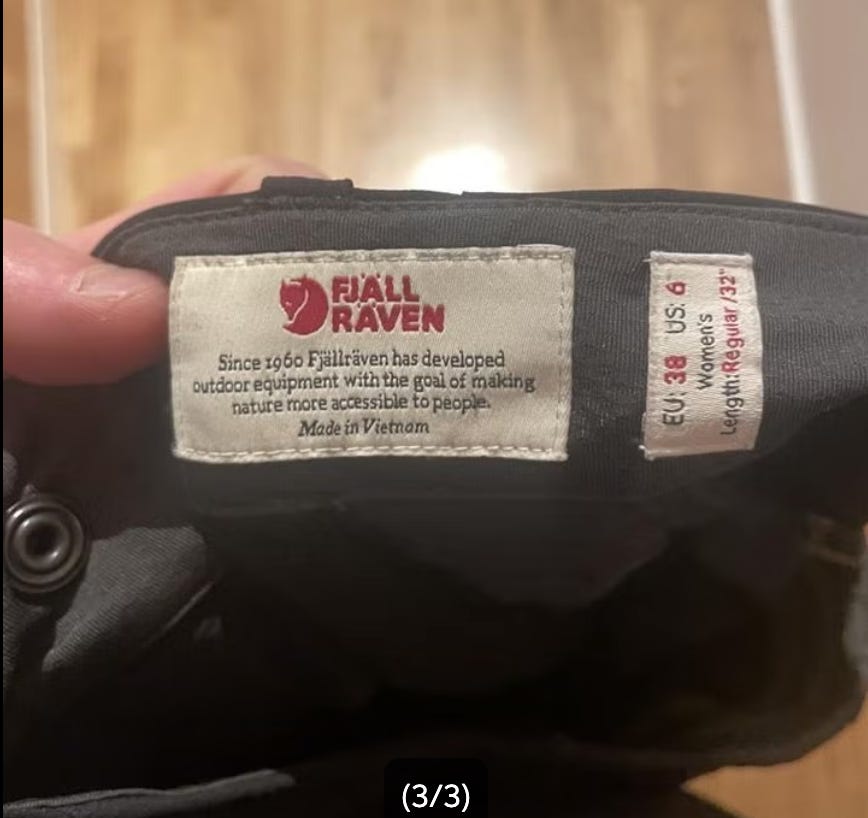 FJÄLL
RÄVEN
Since 1960 Fjällräven has developed
outdoor equipment with the goal of making
nature more accessible to people.
Made in Vietnam
EU: 38 US: 6
Women's
Length:Regular /32"
(3/3)